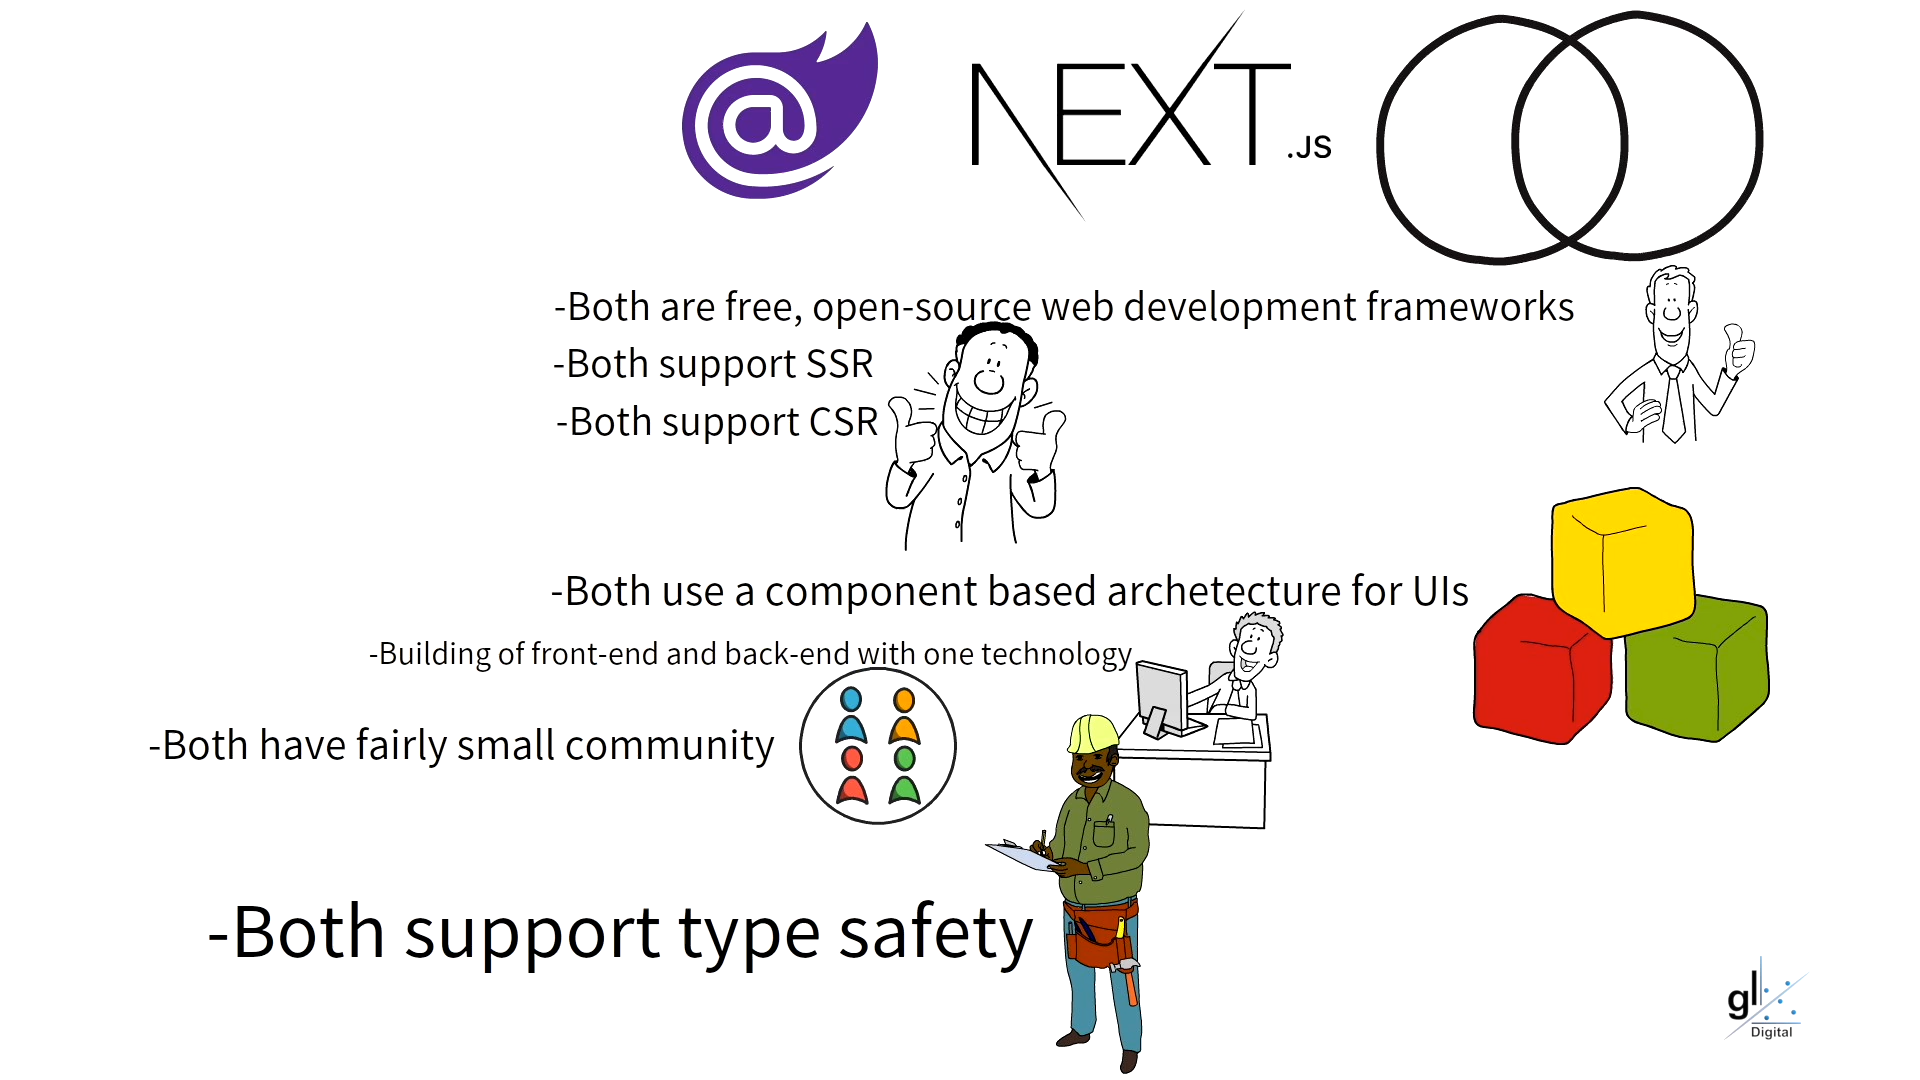 @
NEXT.JS
-Both are free, open-source web development frameworks
-Both support SSR
-Both support CSR
-Both use a component based archetecture for UIs
-Building of front-end and back-end with one technology
-Both have fairly small community
-Both support type safety
gl
Digital